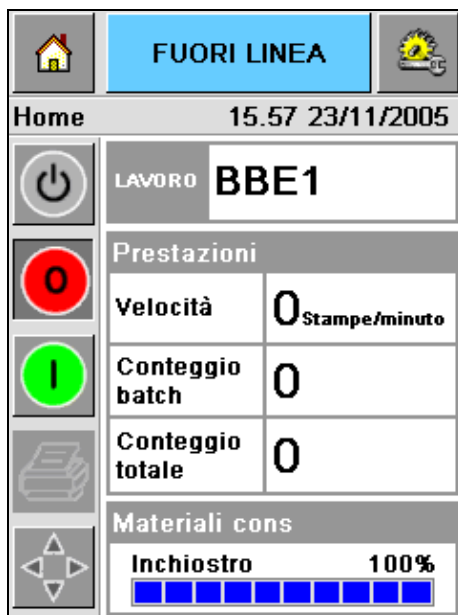 FUORI LINEA
Home 15.57 23/11/2005
LAVORO BBE1
Prestazioni
Velocità 0 Stampe/minuto
Conteggio
batch 0
Conteggio
totale 0
Materiali cons
Inchiostro 100%